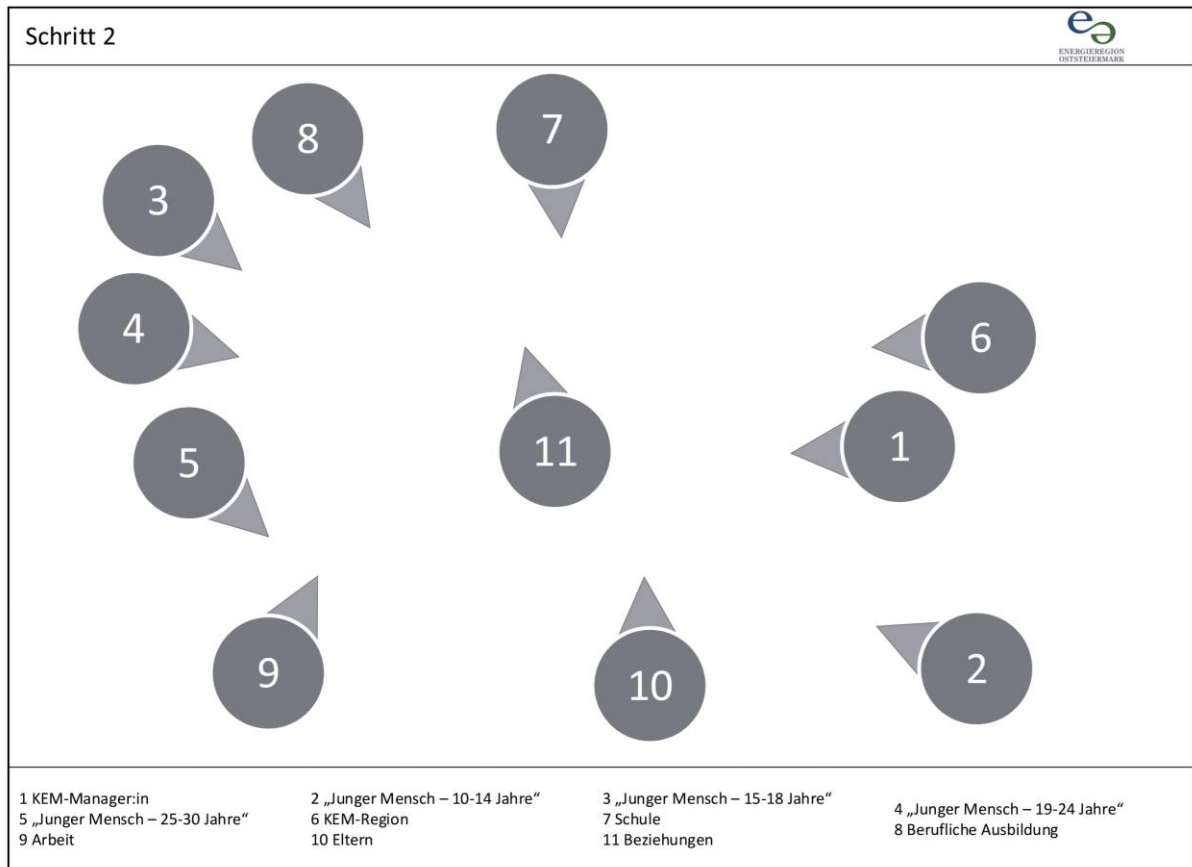 Schritt 2
ENERGIEREGION
OSTSTEIERMARK
8
7
3
4
6
5
11
1
9
10
2
1 KEM-Manager:in
2 „Junger Mensch – 10-14 Jahre“
3 „Junger Mensch – 15-18 Jahre“
4 „Junger Mensch – 19-24 Jahre“
5 „Junger Mensch – 25-30 Jahre“
6 KEM-Region
7 Schule
8 Berufliche Ausbildung
9 Arbeit
10 Eltern
11 Beziehungen